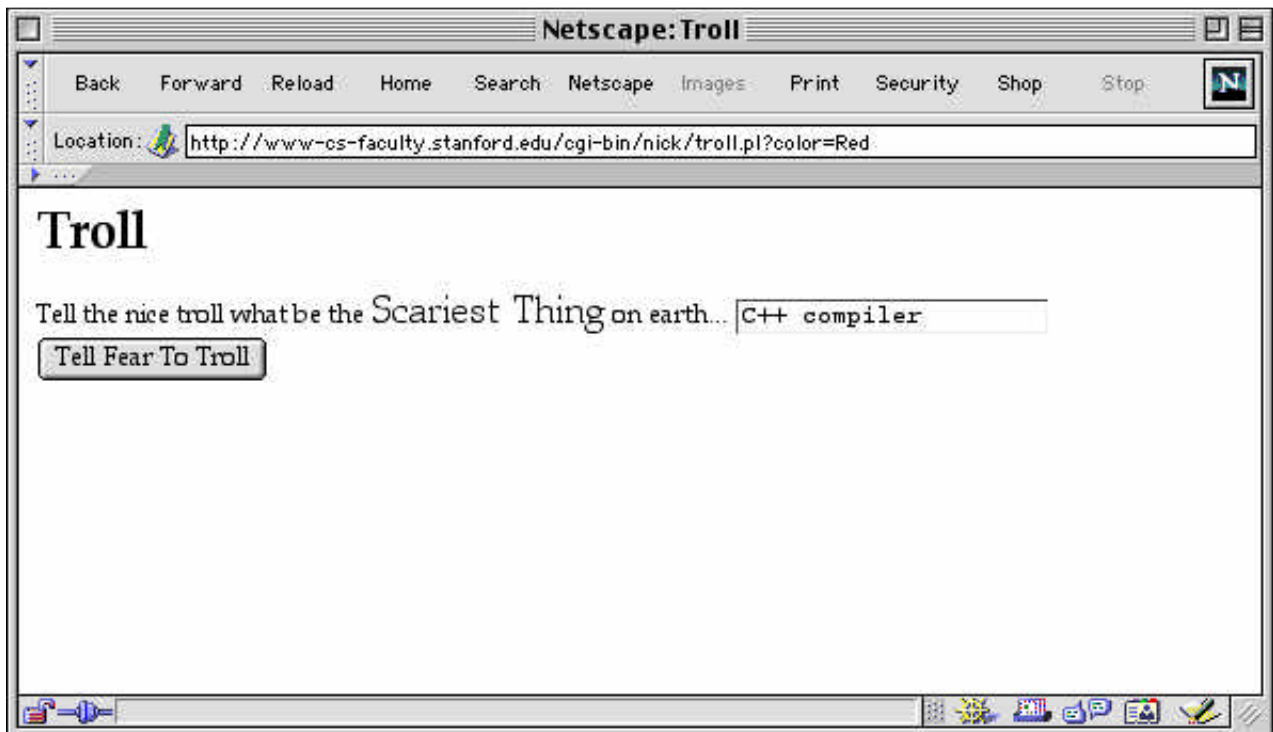 Netscape: Troll
Back Forward Reload Home Search Netscape Images Print Security Shop Stop N
Location: http://www-cs-faculty.stanford.edu/cgi-bin/nick/troll.pl?color=Red
...
Troll
Tell the nice troll what be the Scariest Thing on earth... C++ compiler
Tell Fear To Troll